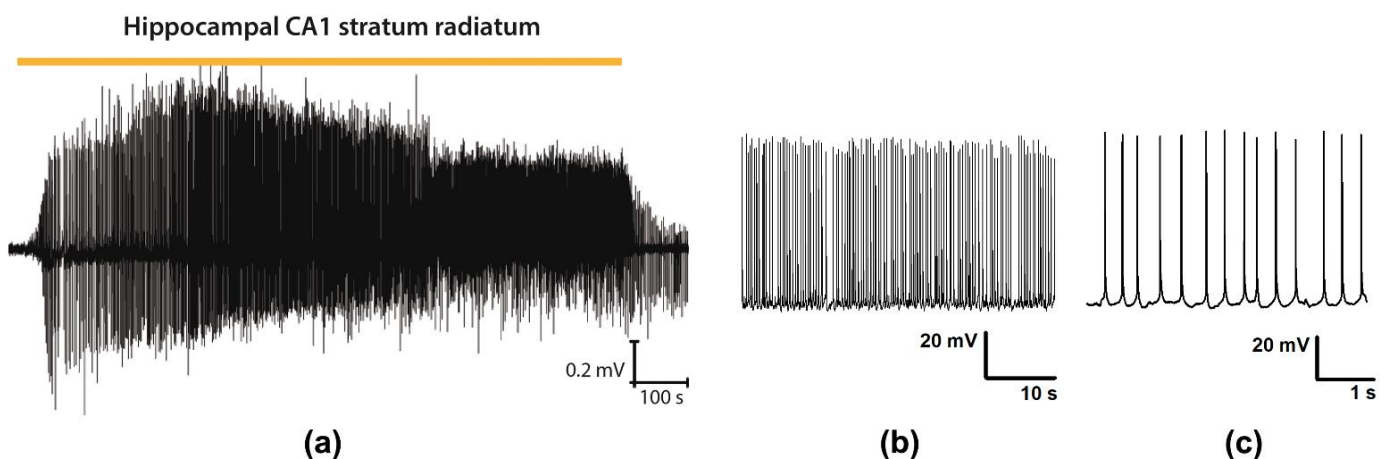 Hippocampal CA1 stratum radiatum
0.2 mV
100 s
20 mV
10 s
20 mV
1 s
(a)
(b)
(c)